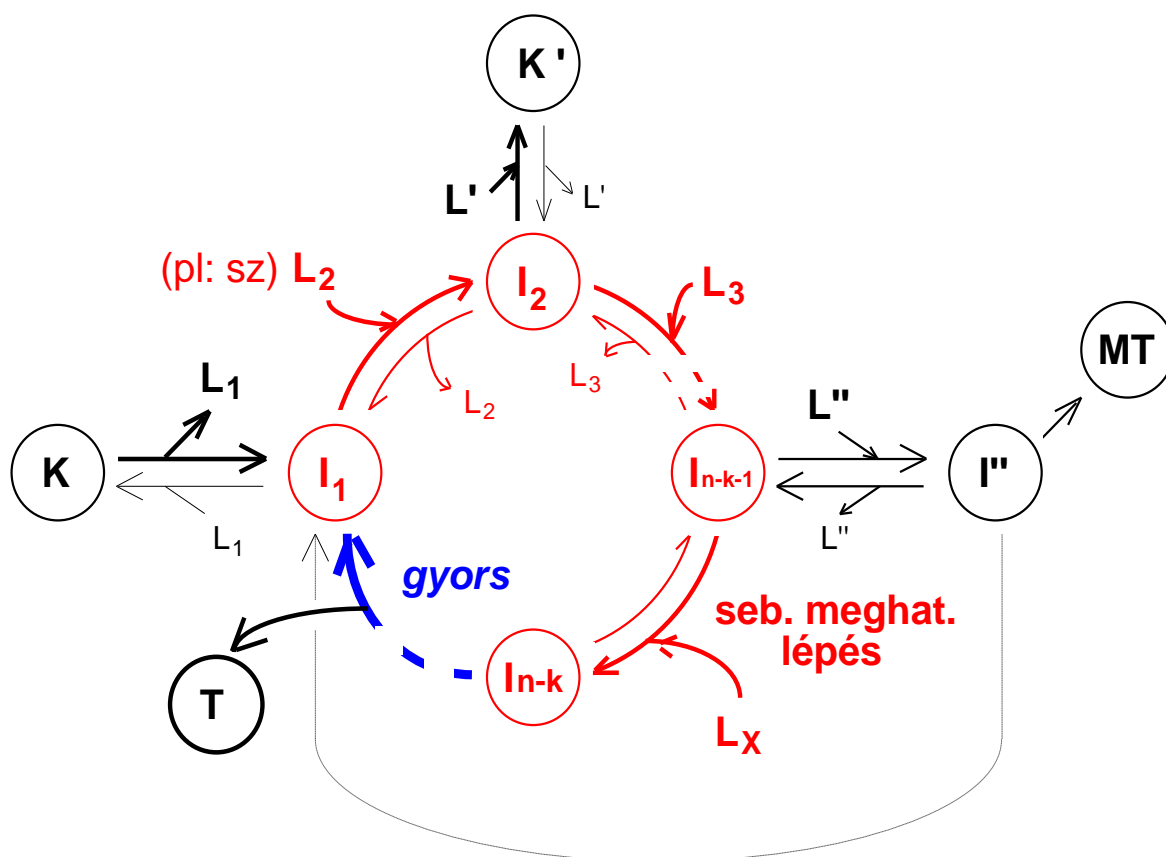 K '
L'
L'
(pl: sz) L₂
I₂
L₃
MT
L₁
L₂
L₃
L"
K
I₁
Iₙ₋ₖ₋₁
I"
L₁
L"
gyors
seb. meghat.
lépés
T
Iₙ₋ₖ
Lₓ